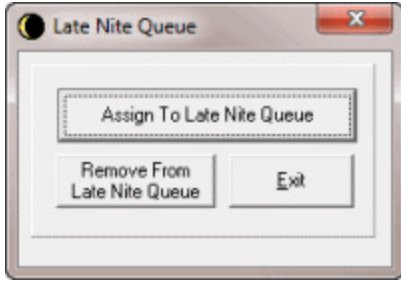 Late Nite Queue
Assign To Late Nite Queue
Remove From
Late Nite Queue
Exit